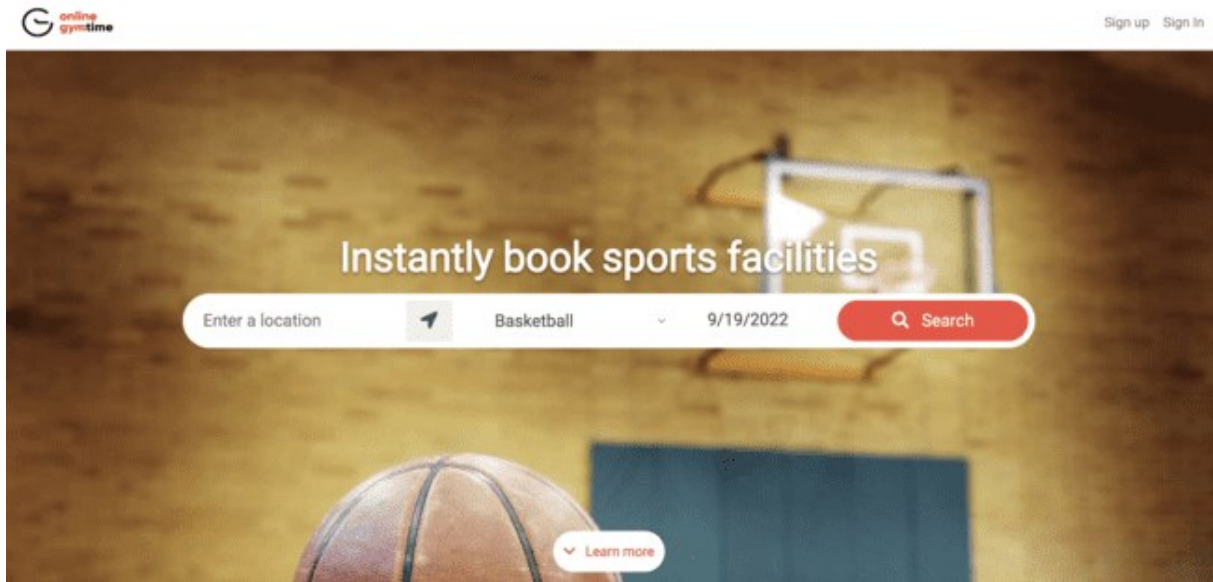 online
gymtime
Sign up Sign In
Instantly book sports facilities
Enter a location Basketball 9/19/2022 Search
Learn more